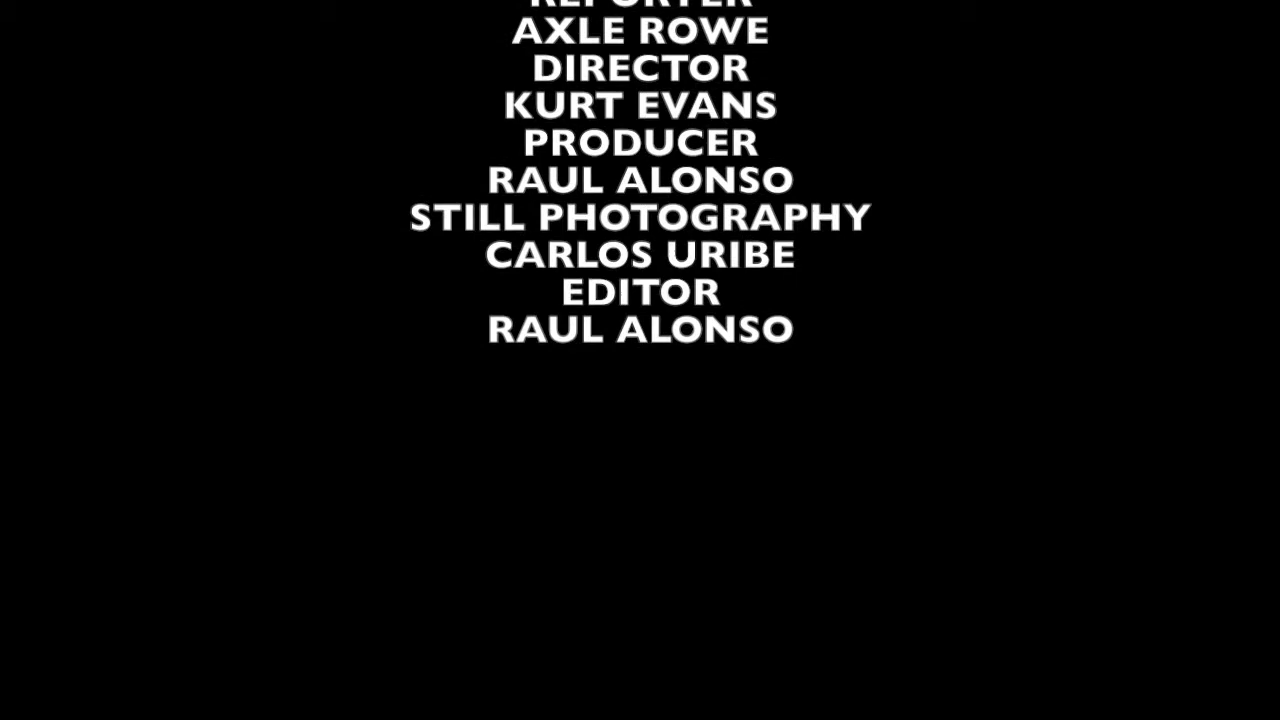 REPORTER
AXLE ROWE
DIRECTOR
KURT EVANS
PRODUCER
RAUL ALONSO
STILL PHOTOGRAPHY
CARLOS URIBE
EDITOR
RAUL ALONSO